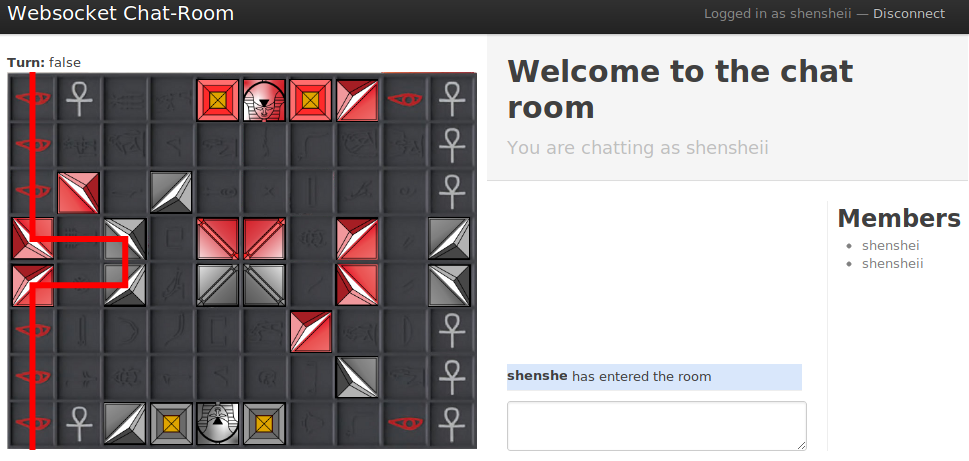 Websocket Chat-Room
Logged in as shensheii — Disconnect
Turn: false
Welcome to the chat
room
You are chatting as shensheii
Members
shenshei
shensheii
shenshe has entered the room